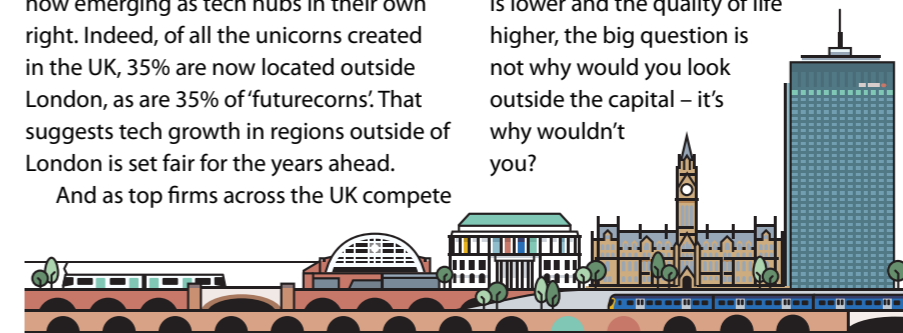 now emerging as tech hubs in their own
right. Indeed, of all the unicorns created
in the UK, 35% are now located outside
London, as are 35% of ‘futurecorns’. That
suggests tech growth in regions outside of
London is set fair for the years ahead.
And as top firms across the UK compete
is lower and the quality of life
higher, the big question is
not why would you look
outside the capital – it’s
why wouldn’t
you?